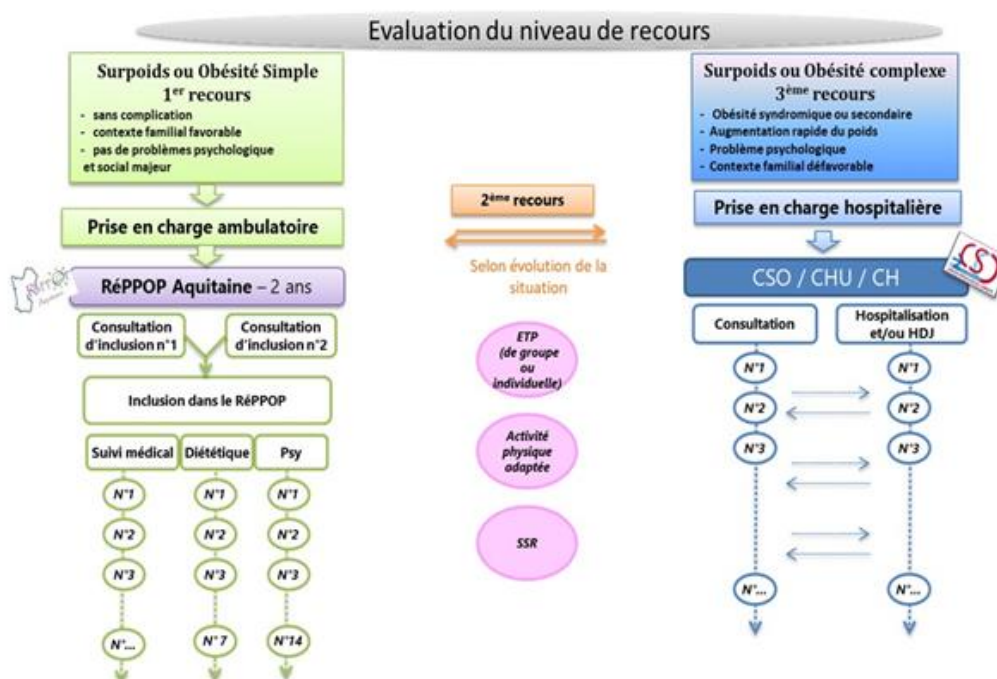 Evaluation du niveau de recours
Surpoids ou Obésité Simple
1er recours
- sans complication
- contexte familial favorable
- pas de problèmes psychologique
et social majeur
Prise en charge ambulatoire
RéPPOP Aquitaine – 2 ans
Consultation
d'inclusion n°1
Consultation
d'inclusion n°2
Inclusion dans le RéPPOP
Suivi médical
Diététique
Psy
N°1
N°1
N°1
N°2
N°2
N°2
N°3
N°3
N°3
N°...
N°7
N°14
2ème recours
Selon évolution de la
situation
ETP
(de groupe
ou
individuelle)
Activité
physique
adaptée
SSR
Surpoids ou Obésité complexe
3ème recours
- Obésité syndromique ou secondaire
- Augmentation rapide du poids
- Problème psychologique
- Contexte familial défavorable
Prise en charge hospitalière
CSO / CHU / CH
CSO
Consultation
Hospitalisation
et/ou HDJ
N°1
N°1
N°2
N°2
N°3
N°3
N°...
N°...